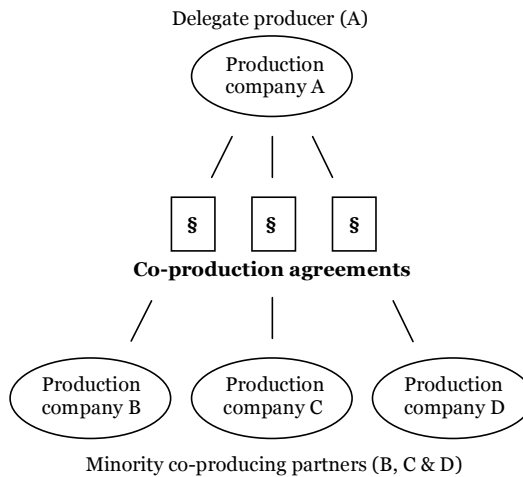 Delegate producer (A)
Production
company A
§ § §
Co-production agreements
Production
company B
Production
company C
Production
company D
Minority co-producing partners (B, C & D)